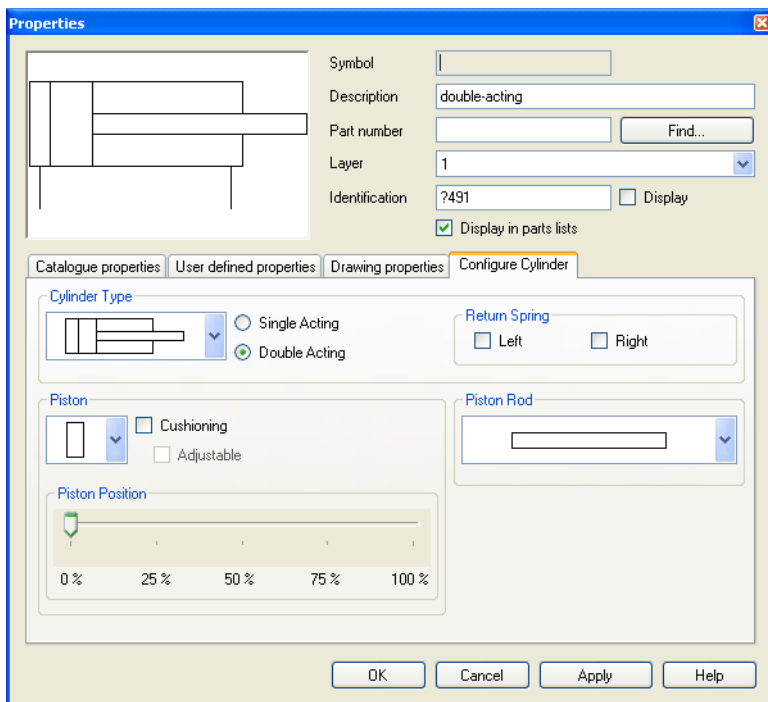 Properties
Symbol
Description double-acting
Part number Find...
Layer 1
Identification ?491 Display
Display in parts lists
Catalogue properties User defined properties Drawing properties Configure Cylinder
Cylinder Type
Single Acting
Double Acting
Return Spring
Left Right
Piston
Cushioning
Adjustable
Piston Rod
Piston Position
0 % 25 % 50 % 75 % 100 %
OK Cancel Apply Help